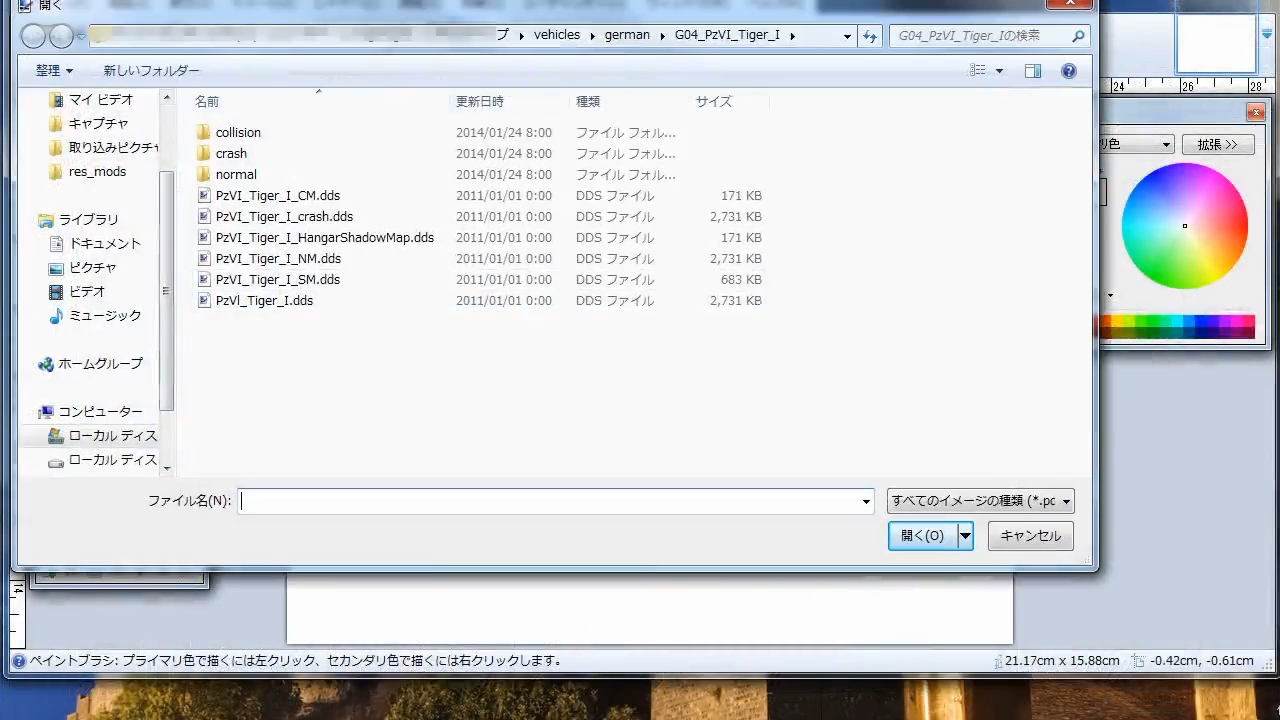 開く
プ ▸ vehicles ▸ german ▸ G04_PzVI_Tiger_I ▸
G04_PzVI_Tiger_Iの検索
整理
新しいフォルダー
24 26 28
マイ ビデオ
キャプチャ
取り込みピクチャ
res_mods
ライブラリ
ドキュメント
ピクチャ
ビデオ
ミュージック
ホームグループ
コンピューター
ローカル ディス
ローカル ディス
名前 更新日時 種類 サイズ
collision 2014/01/24 8:00 ファイル フォル...
crash 2014/01/24 8:00 ファイル フォル...
normal 2014/01/24 8:00 ファイル フォル...
PzVI_Tiger_I_CM.dds 2011/01/01 0:00 DDS ファイル 171 KB
PzVI_Tiger_I_crash.dds 2011/01/01 0:00 DDS ファイル 2,731 KB
PzVI_Tiger_I_HangarShadowMap.dds 2011/01/01 0:00 DDS ファイル 171 KB
PzVI_Tiger_I_NM.dds 2011/01/01 0:00 DDS ファイル 2,731 KB
PzVI_Tiger_I_SM.dds 2011/01/01 0:00 DDS ファイル 683 KB
PzVl_Tiger_I.dds 2011/01/01 0:00 DDS ファイル 2,731 KB
リ色
拡張 >>
ファイル名(N):
すべてのイメージの種類 (*.pc
開く(O)
キャンセル
ペイントブラシ: プライマリ色で描くには左クリック、セカンダリ色で描くには右クリックします。
21.17cm x 15.88cm
-0.42cm, -0.61cm